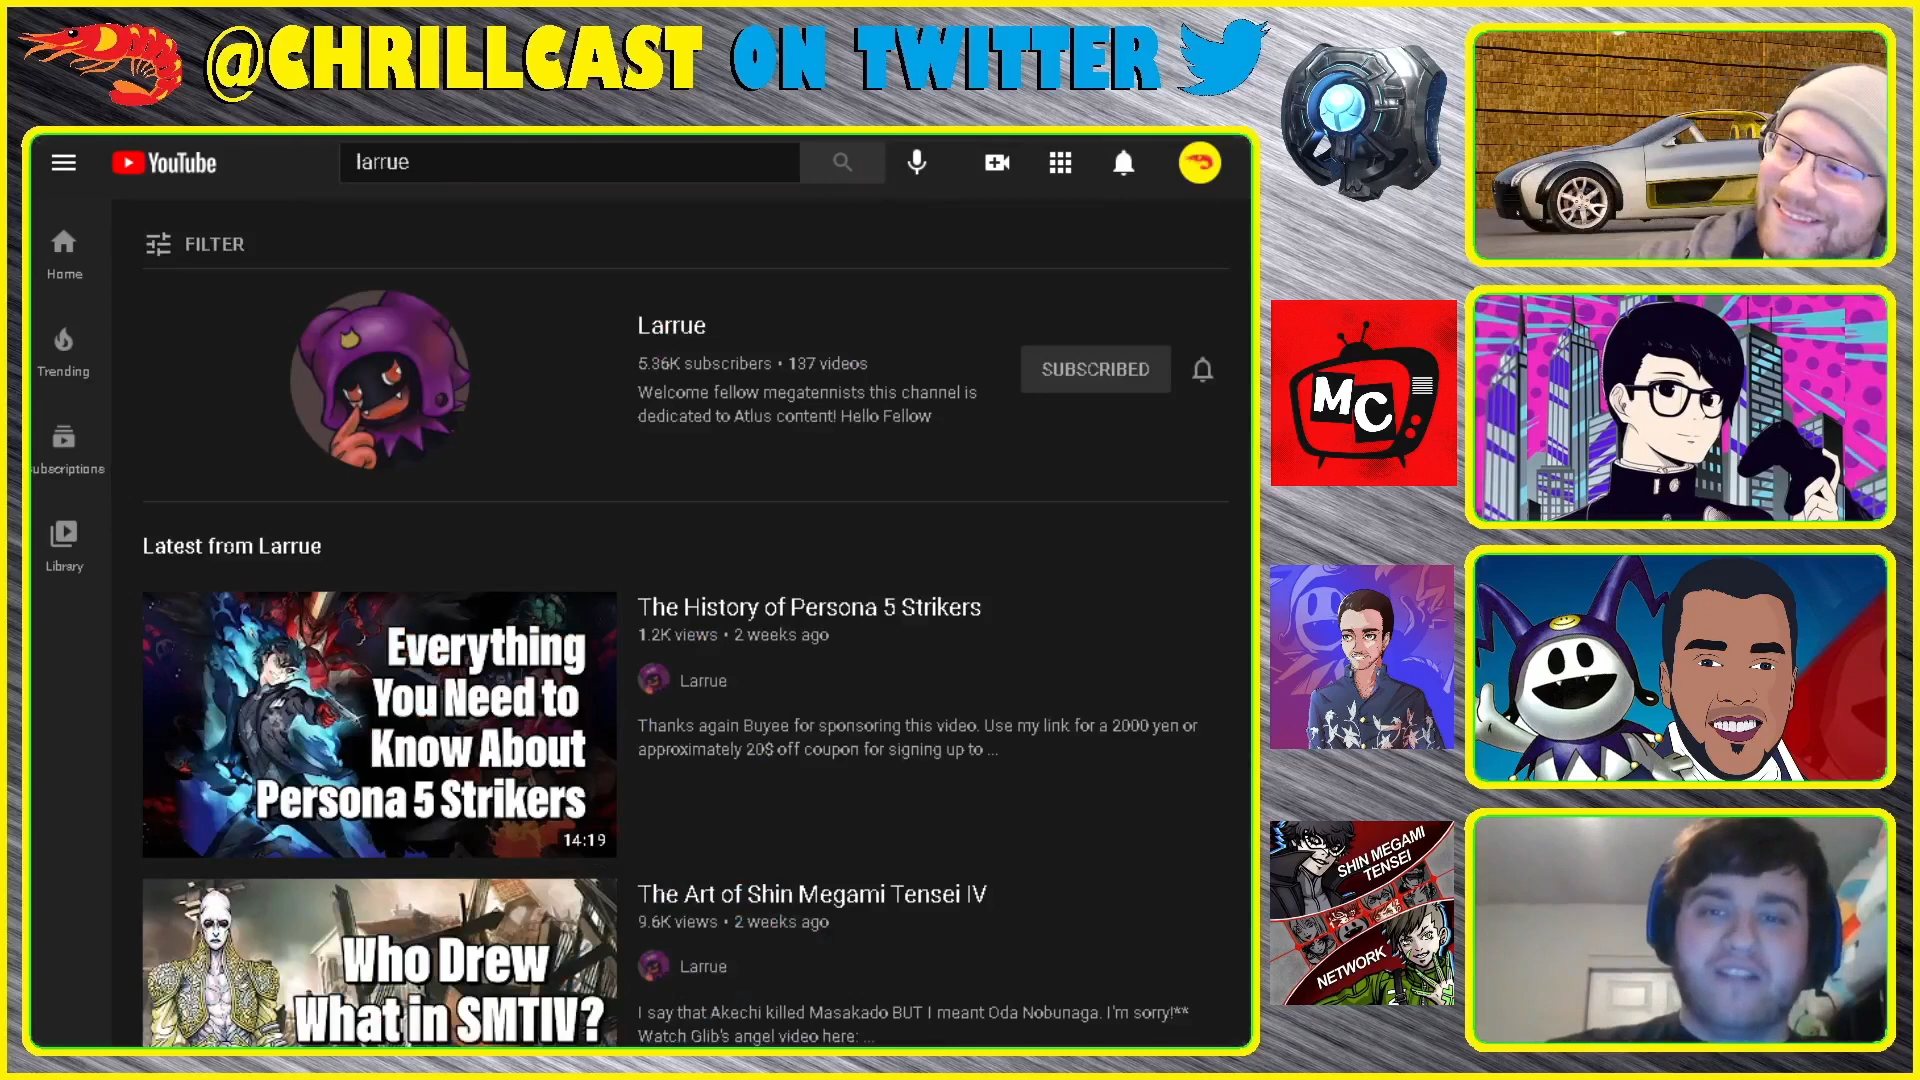 @CHRILLCAST ON TWITTER
YouTube
larrue
Home
Trending
ubscriptions
Library
FILTER
Larrue
5.36K subscribers • 137 videos
Welcome fellow megatennists this channel is
dedicated to Atlus content! Hello Fellow
SUBSCRIBED
Latest from Larrue
Everything
You Need to
Know About
Persona 5 Strikers
14:19
The History of Persona 5 Strikers
1.2K views • 2 weeks ago
Larrue
Thanks again Buyee for sponsoring this video. Use my link for a 2000 yen or
approximately 20$ off coupon for signing up to ...
Who Drew
What in SMTIV?
The Art of Shin Megami Tensei IV
9.6K views • 2 weeks ago
Larrue
I say that Akechi killed Masakado BUT I meant Oda Nobunaga. I'm sorry!**
Watch Glib's angel video here: ...
MC
SHIN MEGAMI
TENSEI
NETWORK